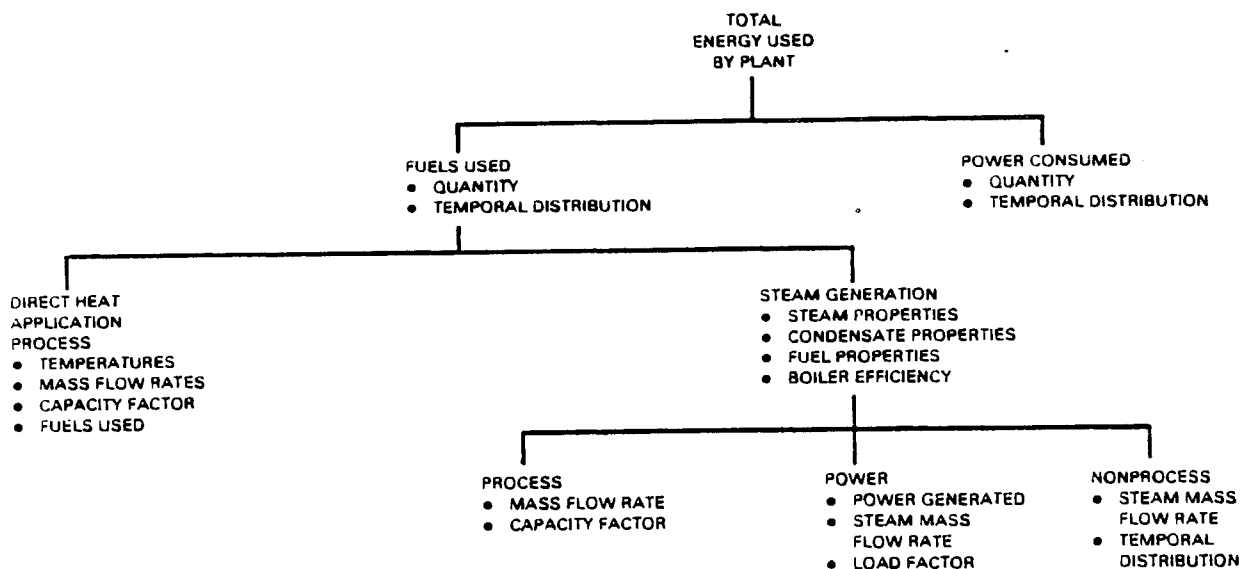 TOTAL
ENERGY USED
BY PLANT
FUELS USED
• QUANTITY
• TEMPORAL DISTRIBUTION
POWER CONSUMED
• QUANTITY
• TEMPORAL DISTRIBUTION
DIRECT HEAT
APPLICATION
PROCESS
• TEMPERATURES
• MASS FLOW RATES
• CAPACITY FACTOR
• FUELS USED
STEAM GENERATION
• STEAM PROPERTIES
• CONDENSATE PROPERTIES
• FUEL PROPERTIES
• BOILER EFFICIENCY
PROCESS
• MASS FLOW RATE
• CAPACITY FACTOR
POWER
• POWER GENERATED
• STEAM MASS
FLOW RATE
• LOAD FACTOR
NONPROCESS
• STEAM MASS
FLOW RATE
• TEMPORAL
DISTRIBUTION